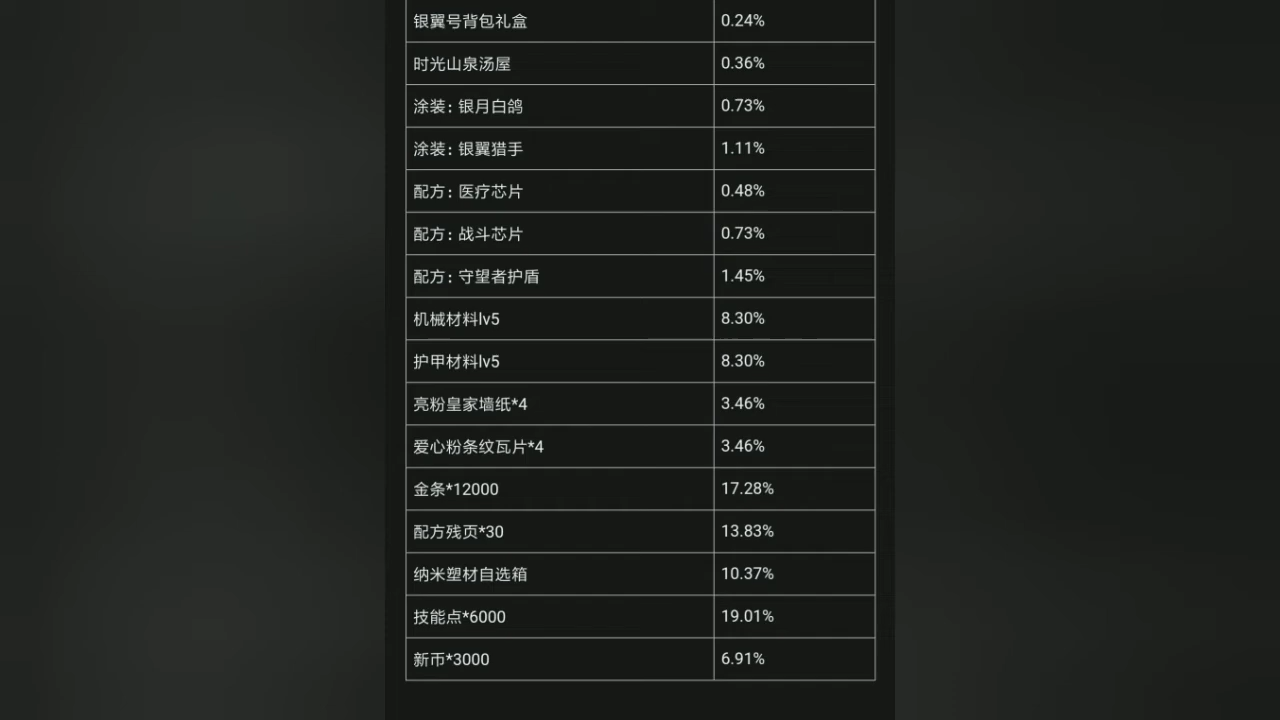 银翼号背包礼盒 0.24%
时光山泉汤屋 0.36%
涂装：银月白鸽 0.73%
涂装：银翼猎手 1.11%
配方：医疗芯片 0.48%
配方：战斗芯片 0.73%
配方：守望者护盾 1.45%
机械材料lv5 8.30%
护甲材料lv5 8.30%
亮粉皇家墙纸*4 3.46%
爱心粉条纹瓦片*4 3.46%
金条*12000 17.28%
配方残页*30 13.83%
纳米塑材自选箱 10.37%
技能点*6000 19.01%
新币*3000 6.91%